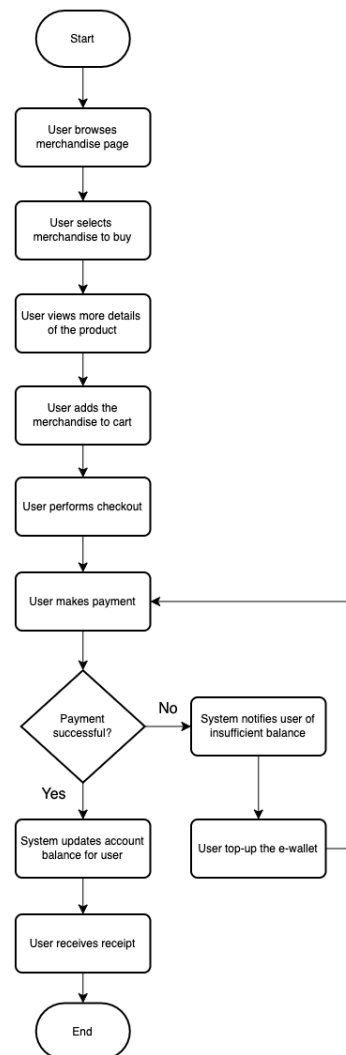 Start
User browses
merchandise page
User selects
merchandise to buy
User views more details
of the product
User adds the
merchandise to cart
User performs checkout
User makes payment
Payment
successful?
No
System notifies user of
insufficient balance
Yes
System updates account
balance for user
User top-up the e-wallet
User receives receipt
End